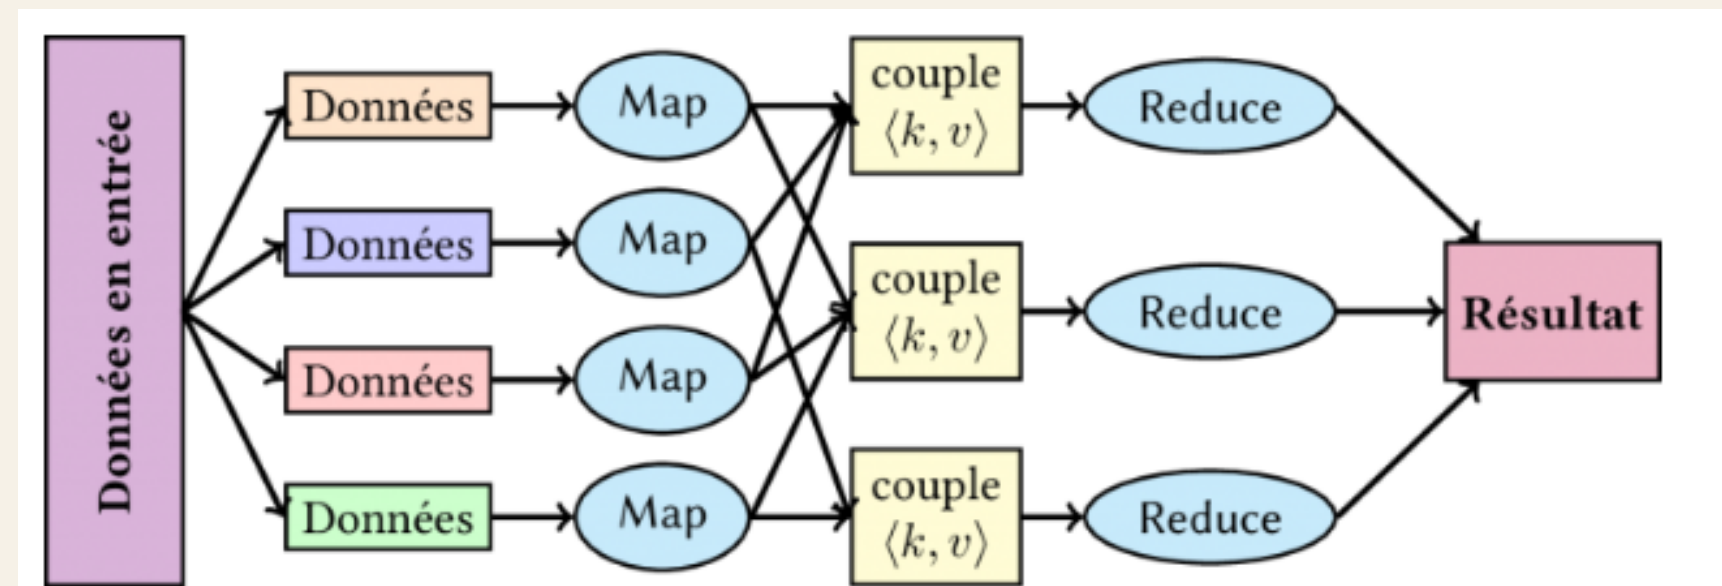 Données en entrée
Données
Map
couple
⟨k, v⟩
Reduce
Données
Map
couple
⟨k, v⟩
Reduce
Résultat
Données
Map
Données
Map
couple
⟨k, v⟩
Reduce